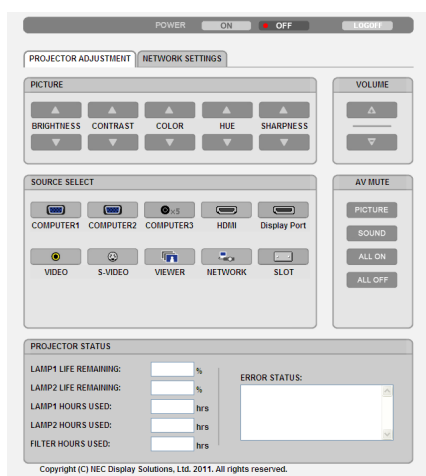 POWER ON OFF LOGOFF
PROJECTOR ADJUSTMENT NETWORK SETTINGS
PICTURE
BRIGHTNESS CONTRAST COLOR HUE SHARPNESS
VOLUME
SOURCE SELECT
×5
COMPUTER1 COMPUTER2 COMPUTER3 HDMI Display Port
VIDEO S-VIDEO VIEWER NETWORK SLOT
AV MUTE
PICTURE
SOUND
ALL ON
ALL OFF
PROJECTOR STATUS
LAMP1 LIFE REMAINING: %
LAMP2 LIFE REMAINING: %
LAMP1 HOURS USED: hrs
LAMP2 HOURS USED: hrs
FILTER HOURS USED: hrs
ERROR STATUS:
Copyright (C) NEC Display Solutions, Ltd. 2011. All rights reserved.